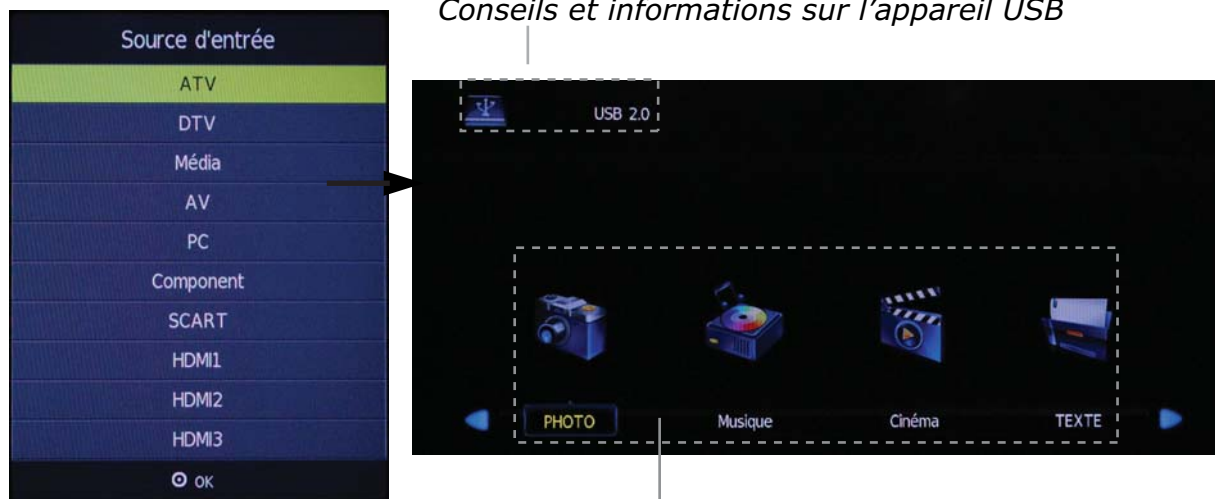 Conseils et informations sur l'appareil USB
Source d'entrée
ATV
DTV
Média
AV
PC
Component
SCART
HDMI1
HDMI2
HDMI3
OK
USB 2.0
PHOTO
Musique
Cinéma
TEXTE